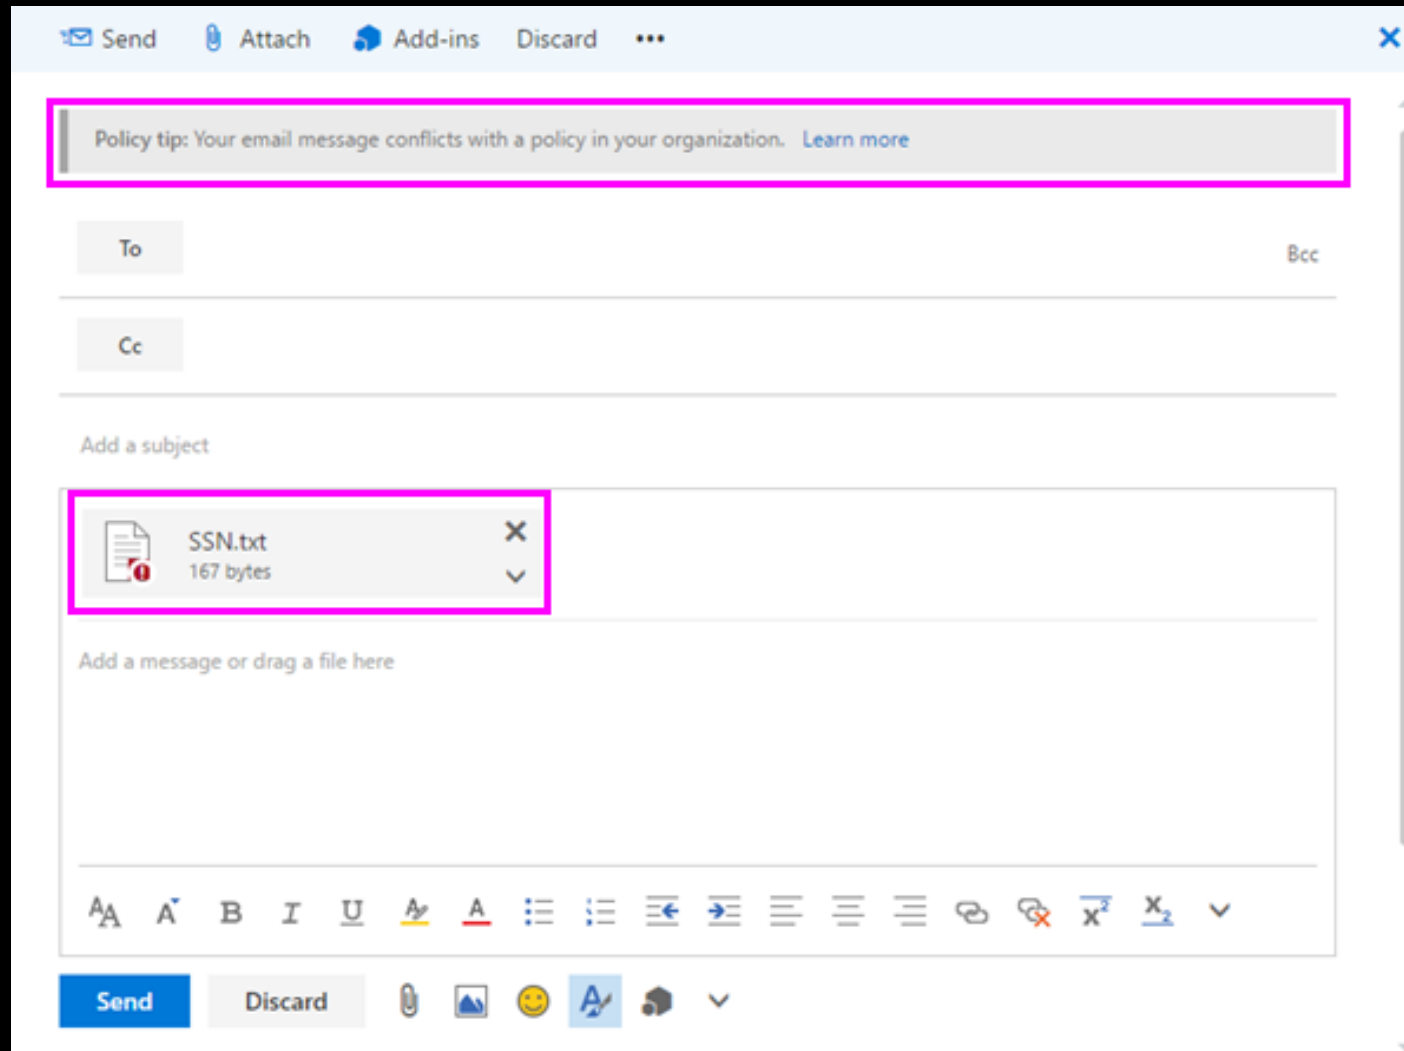 Send Attach Add-ins Discard •••
Policy tip: Your email message conflicts with a policy in your organization. Learn more
To Bcc
Cc
Add a subject
SSN.txt
167 bytes
Add a message or drag a file here
Send Discard